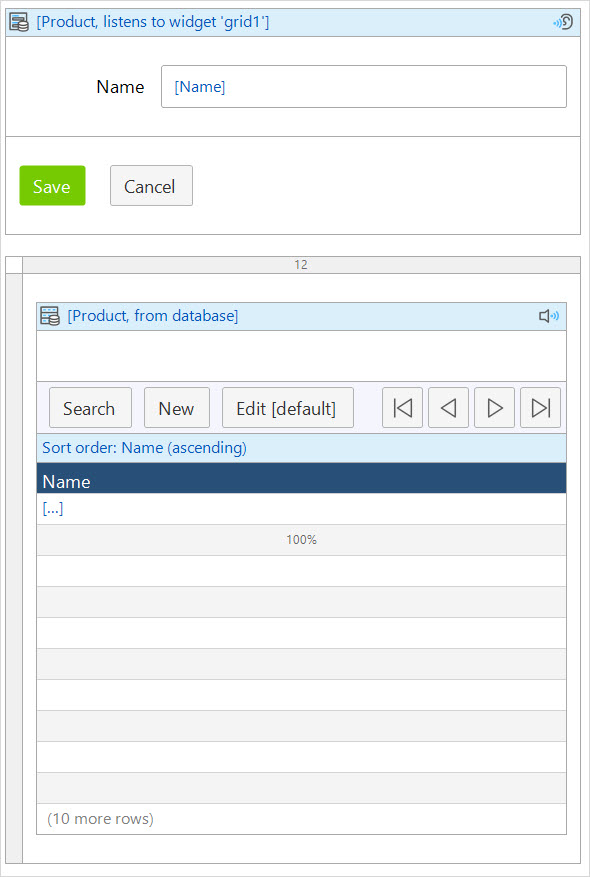 [Product, listens to widget 'grid1']
Name [Name]
Save Cancel
12
[Product, from database]
Search New Edit [default]
Sort order: Name (ascending)
Name
[...]
100%
(10 more rows)